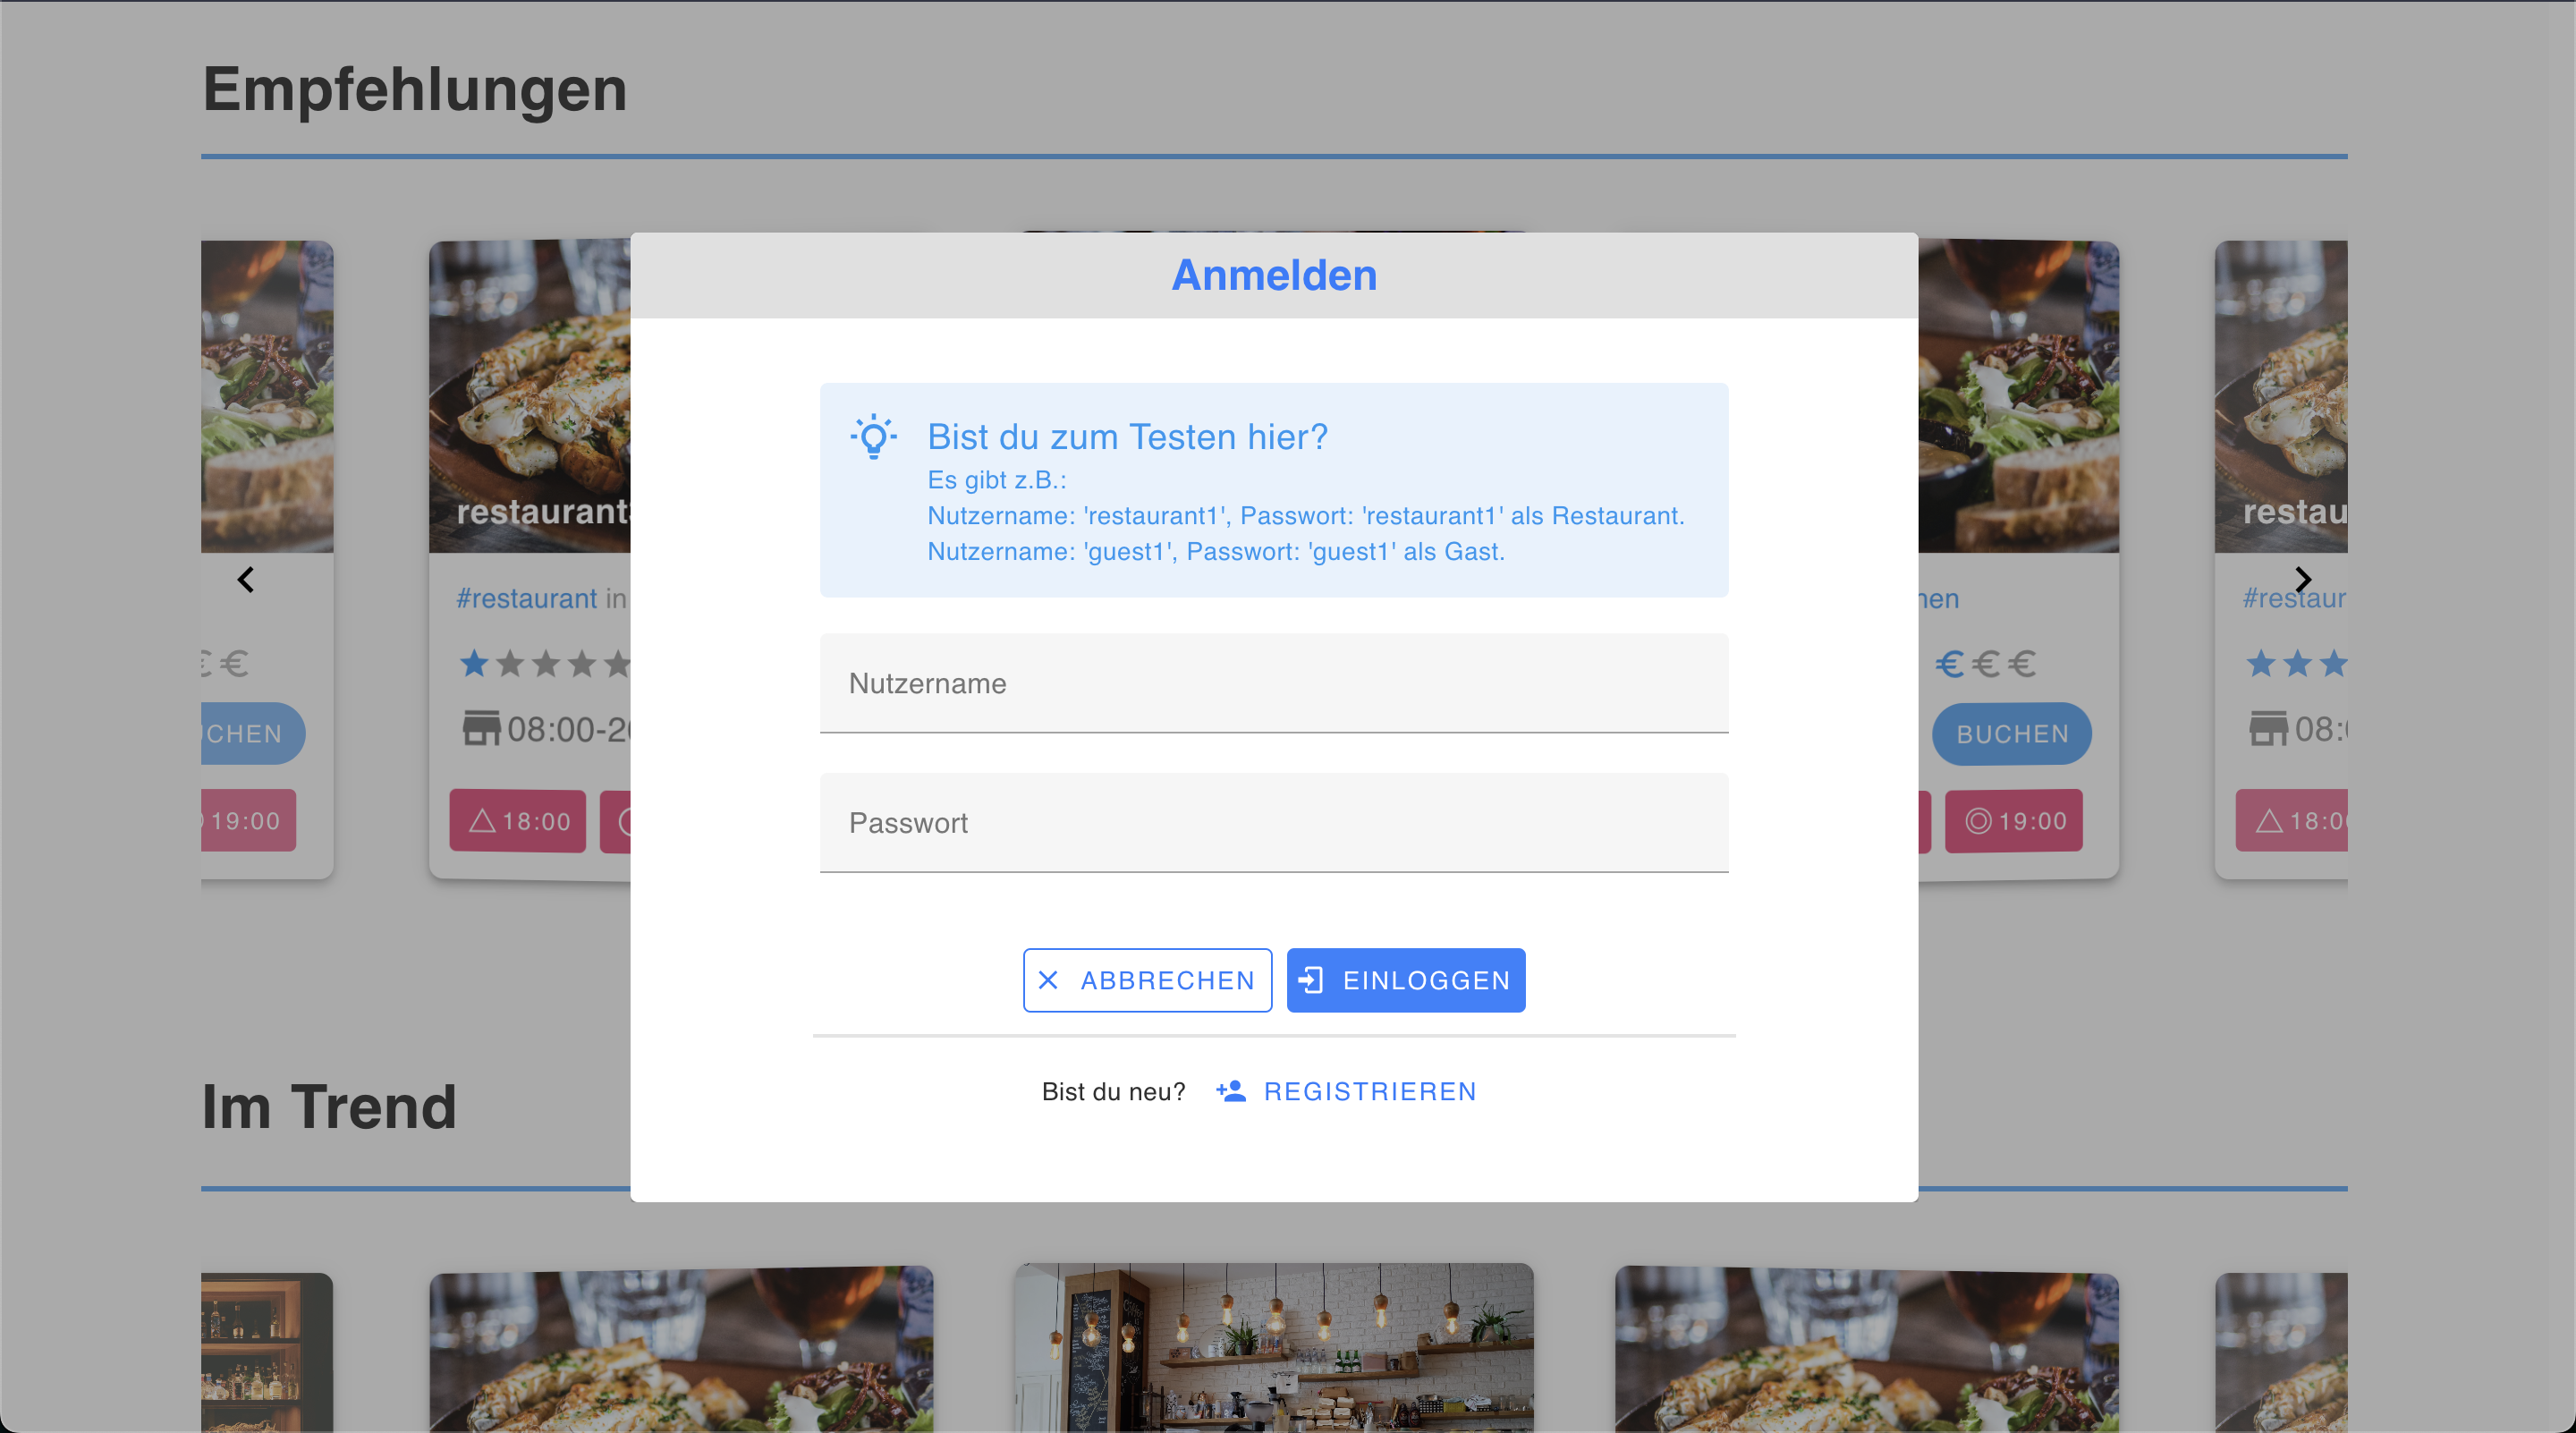 Empfehlungen
Anmelden
Bist du zum Testen hier?
Es gibt z.B.:
Nutzername: 'restaurant1', Passwort: 'restaurant1' als Restaurant.
Nutzername: 'guest1', Passwort: 'guest1' als Gast.
Nutzername
Passwort
ABBRECHEN
EINLOGGEN
Bist du neu?
REGISTRIEREN
restaurant
#restaurant in
€
€
08:00-2
CHEN
19:00
18:00
€ € €
BUCHEN
19:00
restau
#restaur
08:
18:0
Im Trend